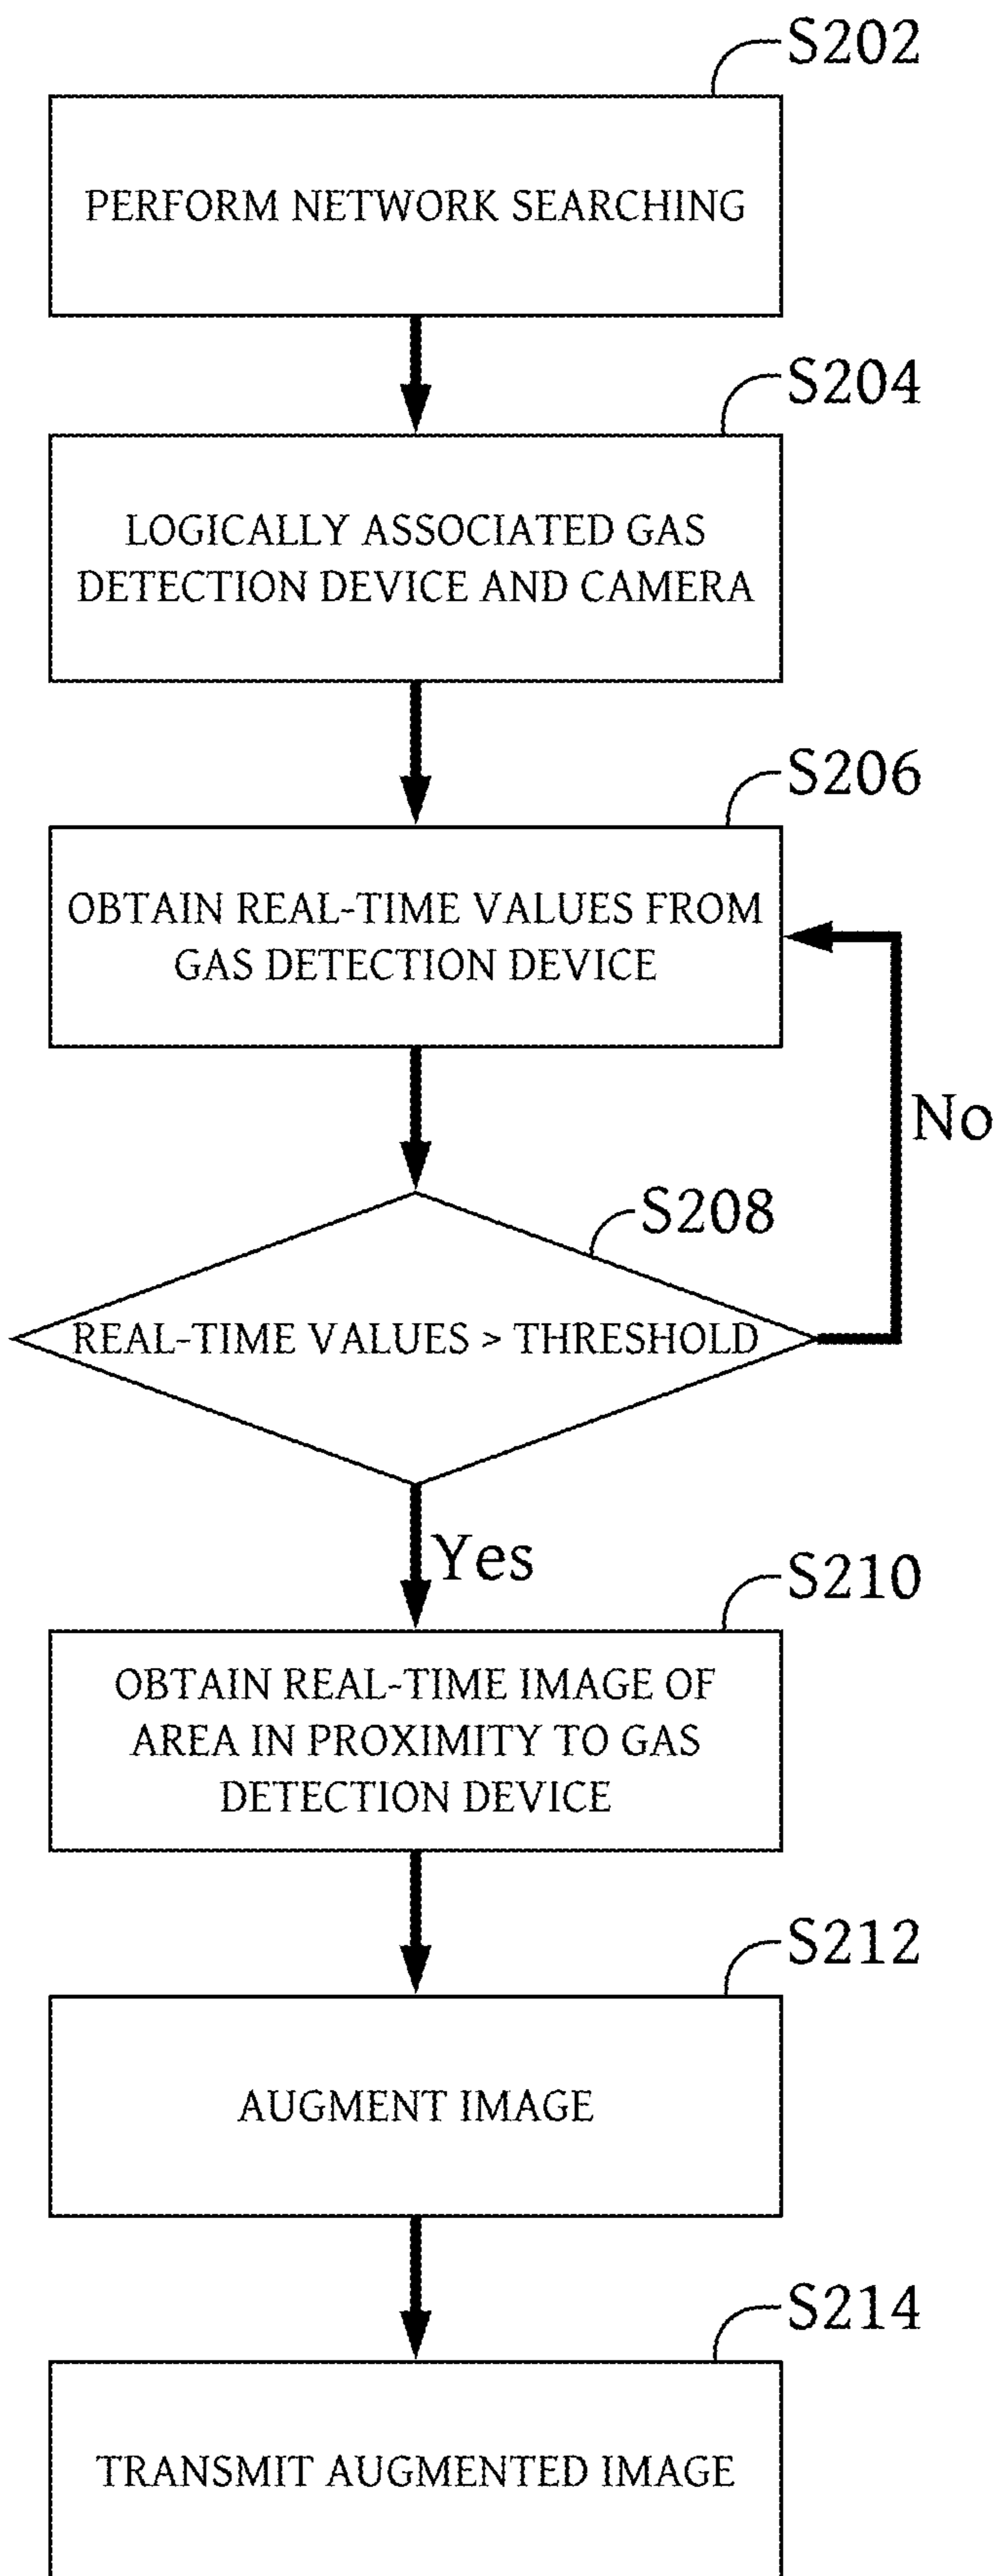 S202
PERFORM NETWORK SEARCHING
S204
LOGICALLY ASSOCIATED GAS
DETECTION DEVICE AND CAMERA
S206
OBTAIN REAL-TIME VALUES FROM
GAS DETECTION DEVICE
No
S208
REAL-TIME VALUES > THRESHOLD
Yes
S210
OBTAIN REAL-TIME IMAGE OF
AREA IN PROXIMITY TO GAS
DETECTION DEVICE
S212
AUGMENT IMAGE
S214
TRANSMIT AUGMENTED IMAGE